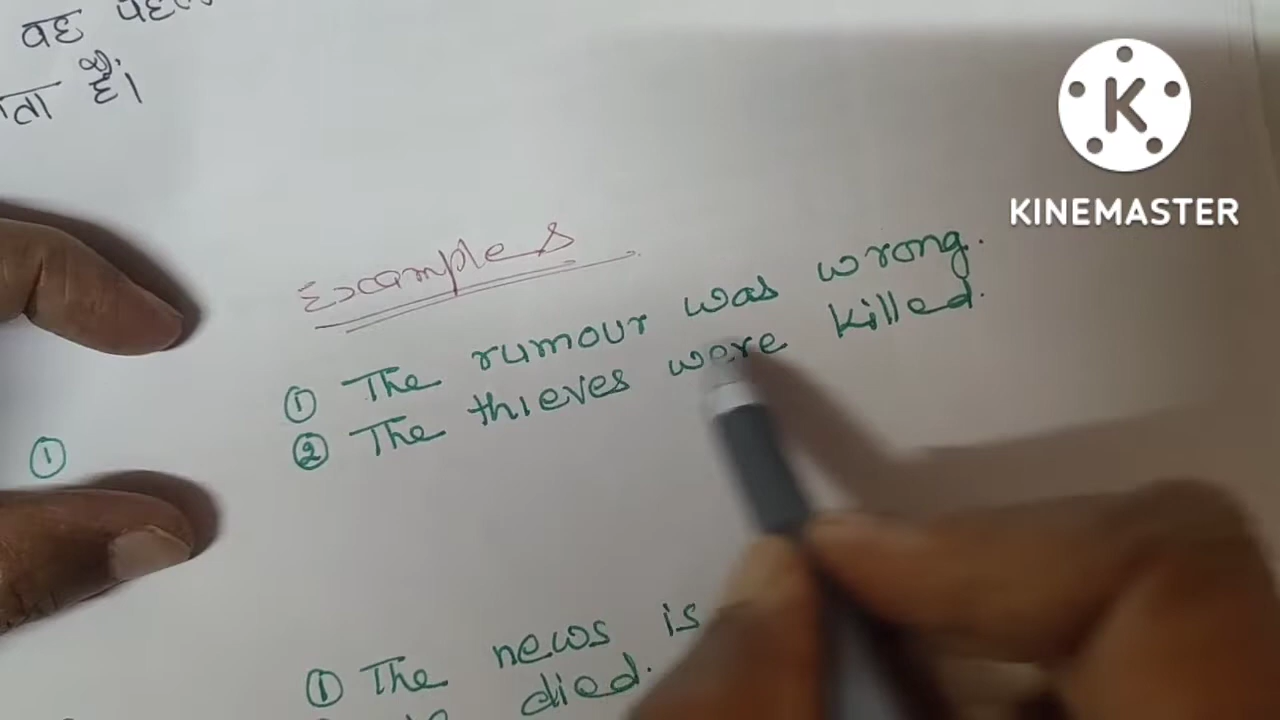 वह
ता है।
KINEMASTER
Examples
① The rumour was wrong.
② The thieves were killed.
①
① The news is
died.